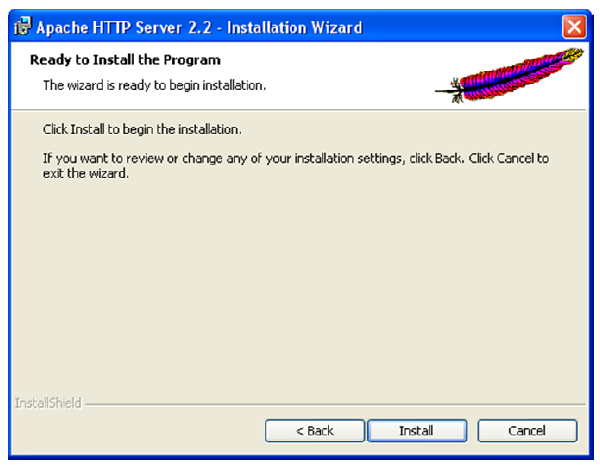 Apache HTTP Server 2.2 - Installation Wizard
Ready to Install the Program
The wizard is ready to begin installation.
Click Install to begin the installation.
If you want to review or change any of your installation settings, click Back. Click Cancel to
exit the wizard.
InstallShield
< Back Install Cancel